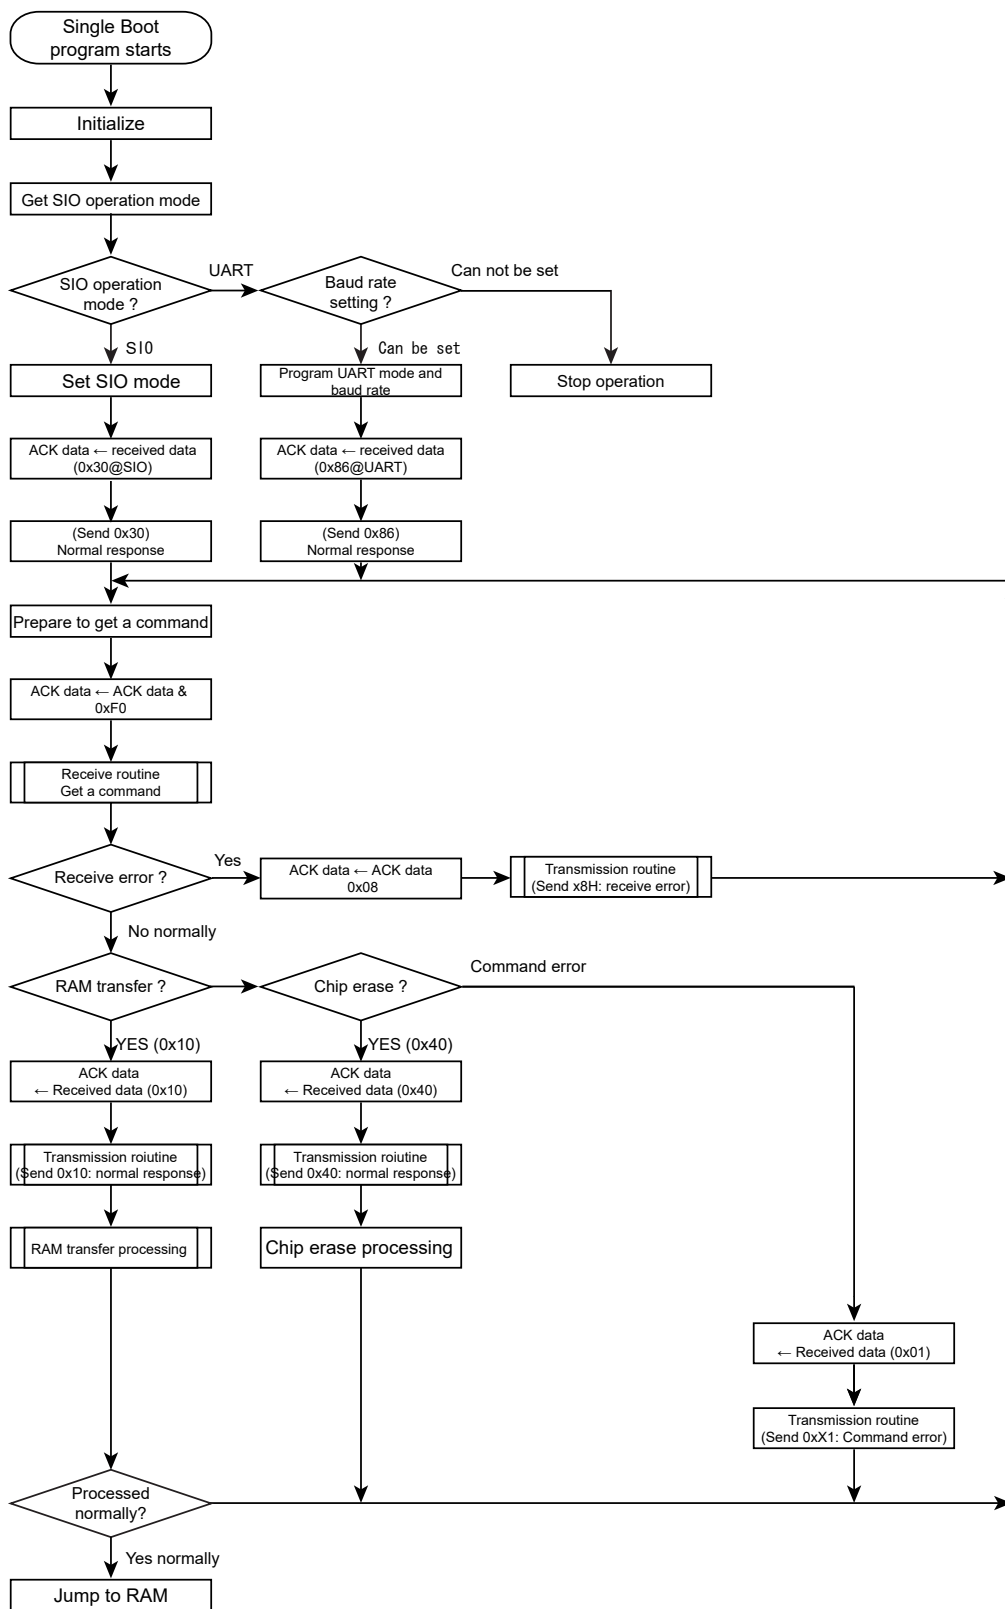 Single Boot
program starts
Initialize
Get SIO operation mode
SIO operation
mode ?
UART
Baud rate
setting ?
Can not be set
SIO
Can be set
Set SIO mode
Program UART mode and
baud rate
Stop operation
ACK data ← received data
(0x30@SIO)
ACK data ← received data
(0x86@UART)
(Send 0x30)
Normal response
(Send 0x86)
Normal response
Prepare to get a command
ACK data ← ACK data &
0xF0
Receive routine
Get a command
Receive error ?
Yes
ACK data ← ACK data
0x08
Transmission routine
(Send x8H: receive error)
No normally
RAM transfer ?
Chip erase ?
Command error
YES (0x10)
YES (0x40)
ACK data
← Received data (0x10)
ACK data
← Received data (0x40)
Transmission roiutine
(Send 0x10: normal response)
Transmission roiutine
(Send 0x40: normal response)
RAM transfer processing
Chip erase processing
ACK data
← Received data (0x01)
Transmission routine
(Send 0xX1: Command error)
Processed
normally?
Yes normally
Jump to RAM